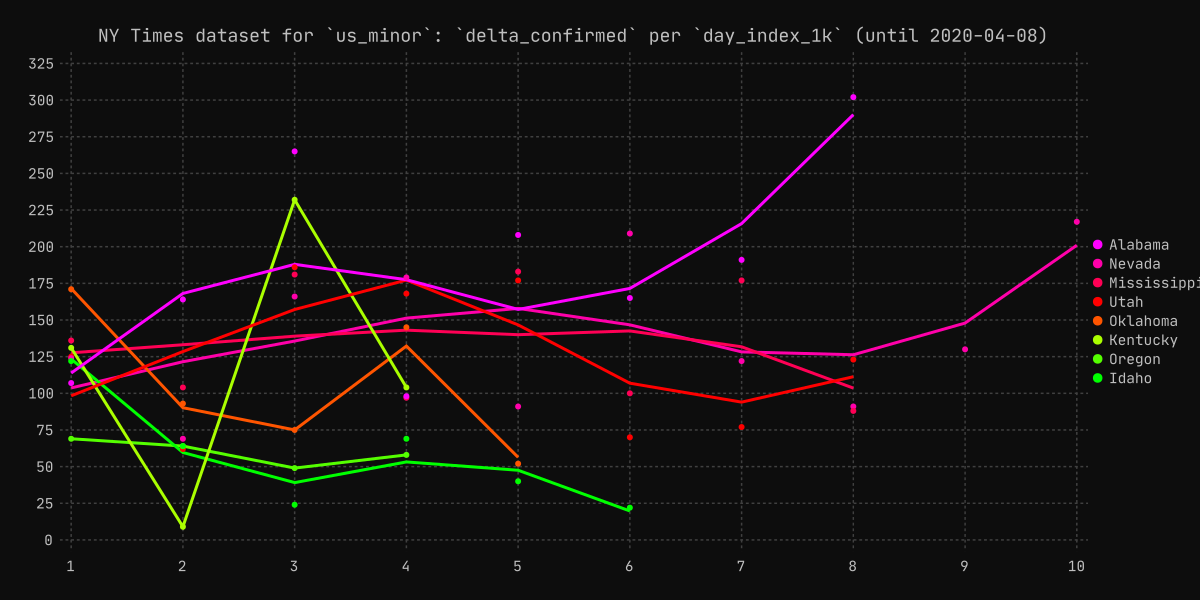 NY Times dataset for `us_minor`: `delta_confirmed` per `day_index_1k` (until 2020-04-08)
325
300
275
250
225
200
175
150
125
100
75
50
25
0
1 2 3 4 5 6 7 8 9 10
Alabama
Nevada
Mississippi
Utah
Oklahoma
Kentucky
Oregon
Idaho